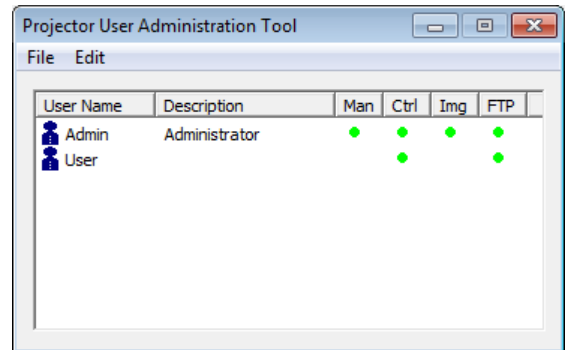 Projector User Administration Tool
File Edit
User Name Description Man Ctrl Img FTP
Admin Administrator
User